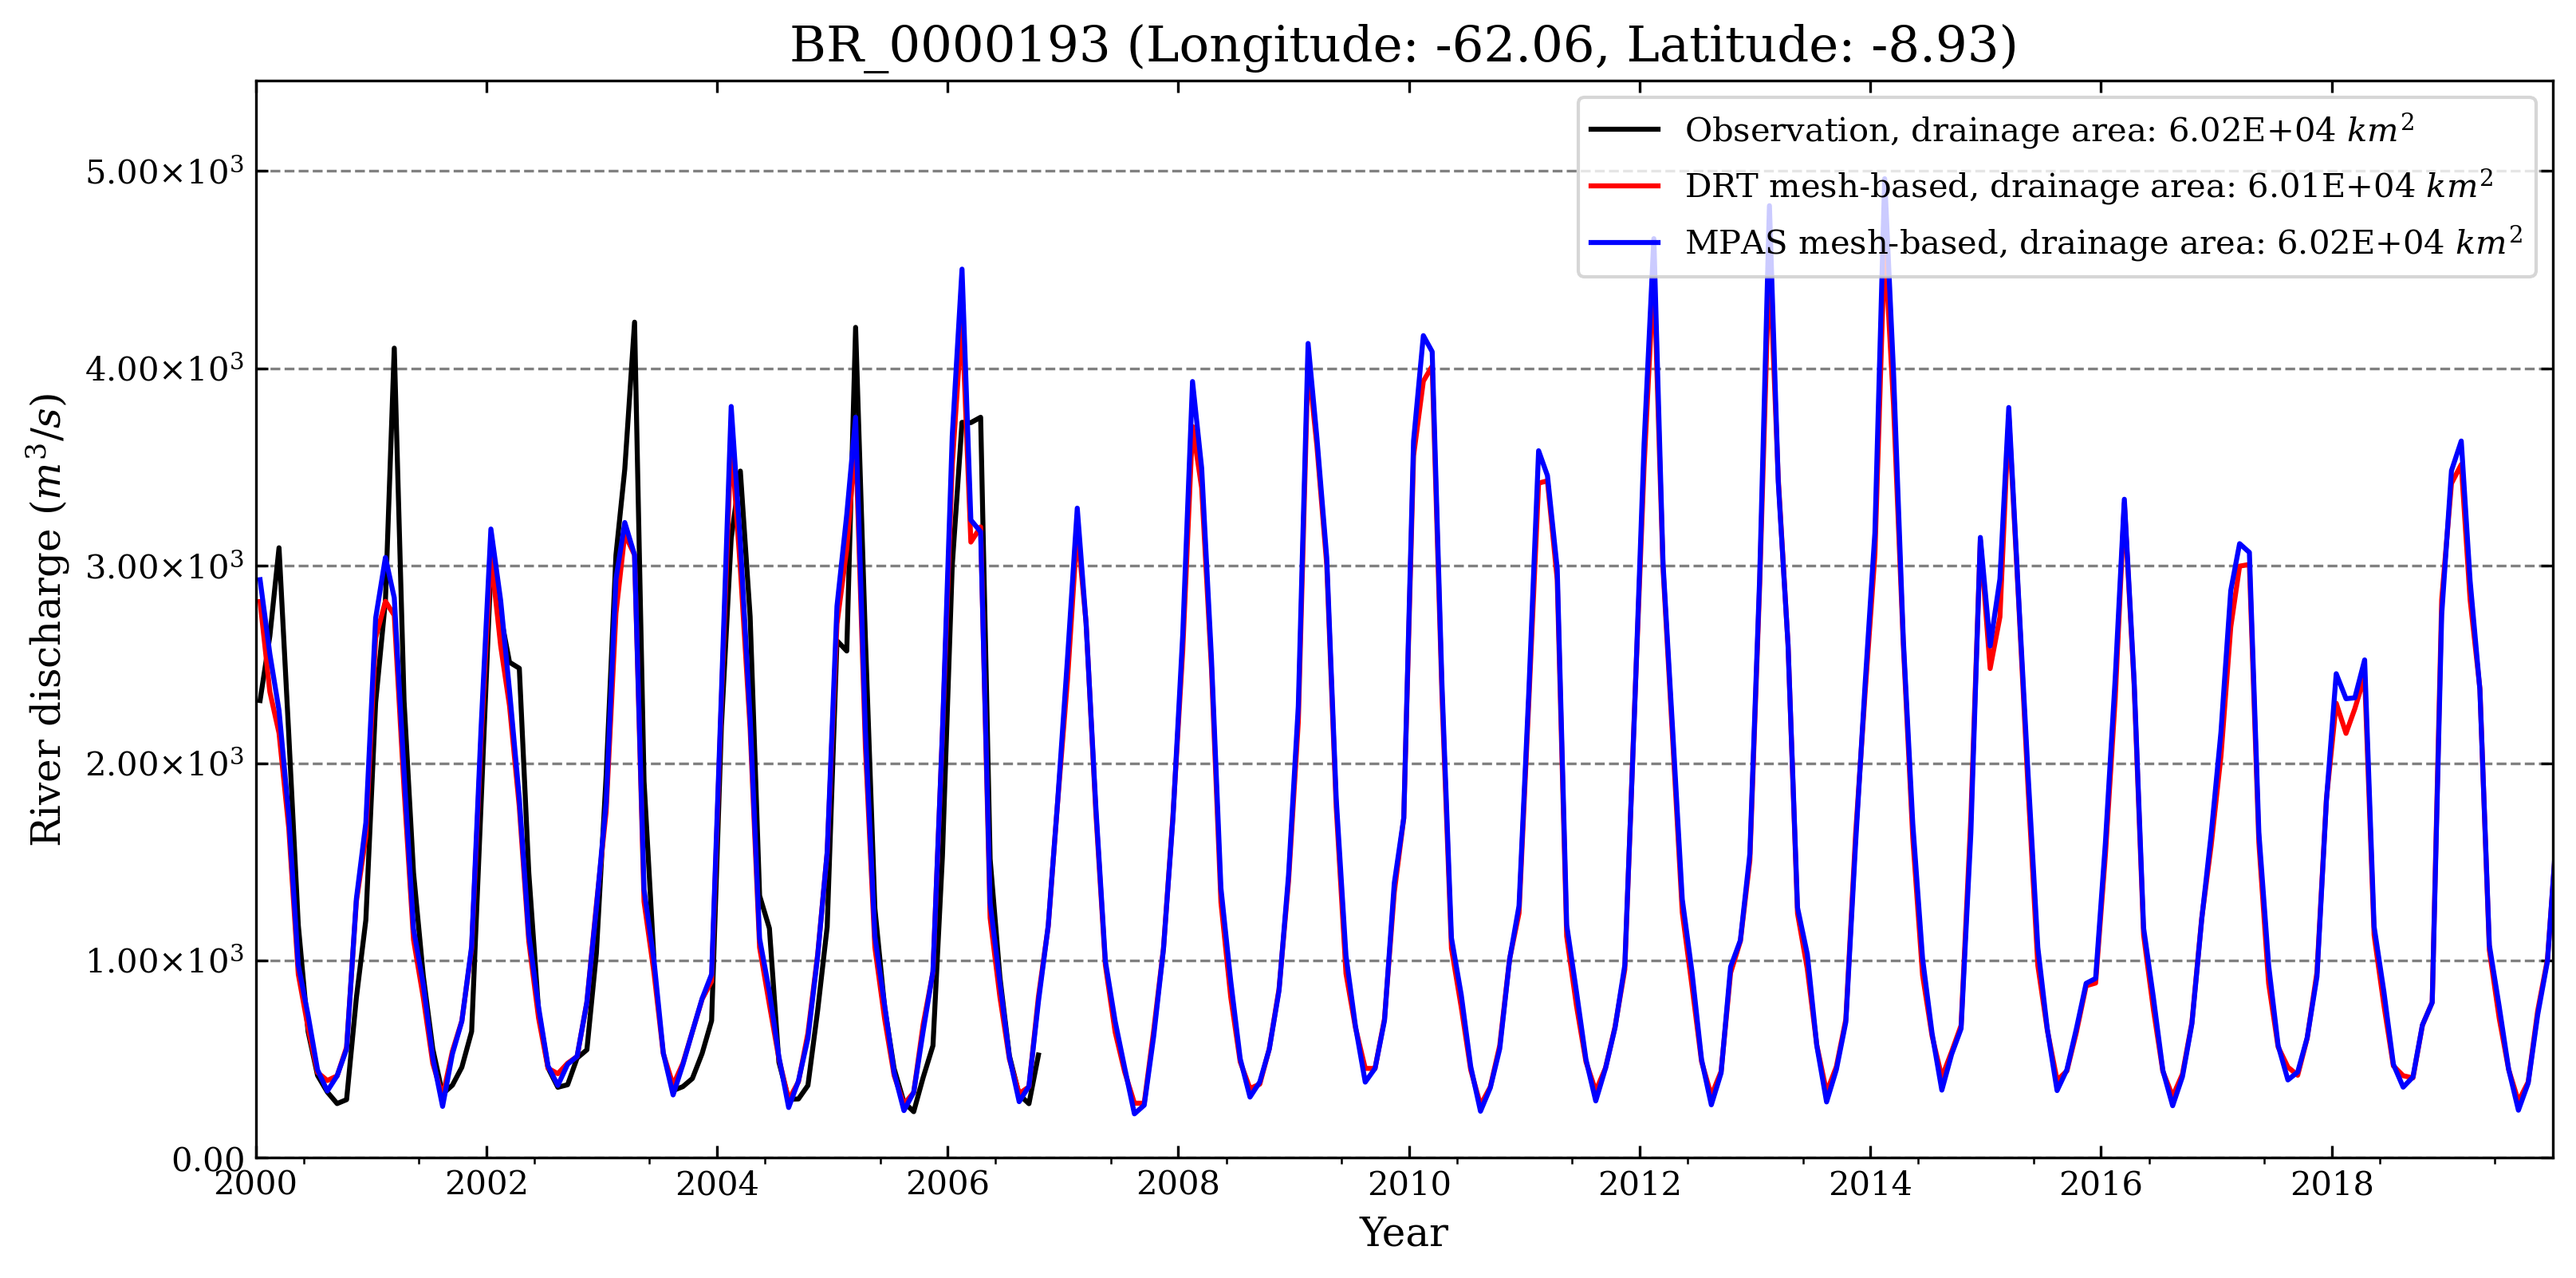 BR_0000193 (Longitude: -62.06, Latitude: -8.93)
Observation, drainage area: 6.02E+04 km²
DRT mesh-based, drainage area: 6.01E+04 km²
MPAS mesh-based, drainage area: 6.02E+04 km²
River discharge (m³/s)
5.00×10³
4.00×10³
3.00×10³
2.00×10³
1.00×10³
0.00
2000 2002 2004 2006 2008 2010 2012 2014 2016 2018
Year